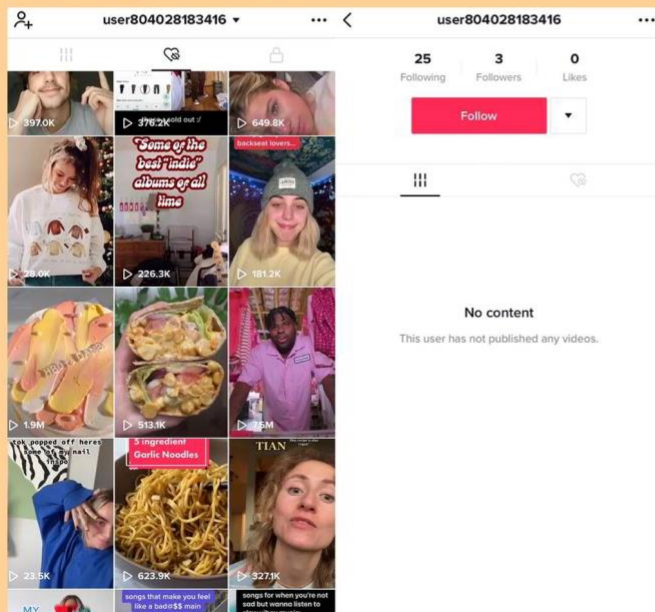 user804028183416
397.0K
376.2K
sold out :/
649.8K
28.0K
"Some of the
best "indie"
albums of all
time
226.3K
backseat lovers...
181.2K
1.9M
513.1K
7.6M
tok popped off heres
some of my nail
inspo
23.5K
5 ingredient
Garlic Noodles
623.9K
TIAN
327.1K
MY
songs that make you feel
like a bad@$$ main
songs for when you're not
sad but wanna listen to
user804028183416
25
Following
3
Followers
0
Likes
Follow
No content
This user has not published any videos.